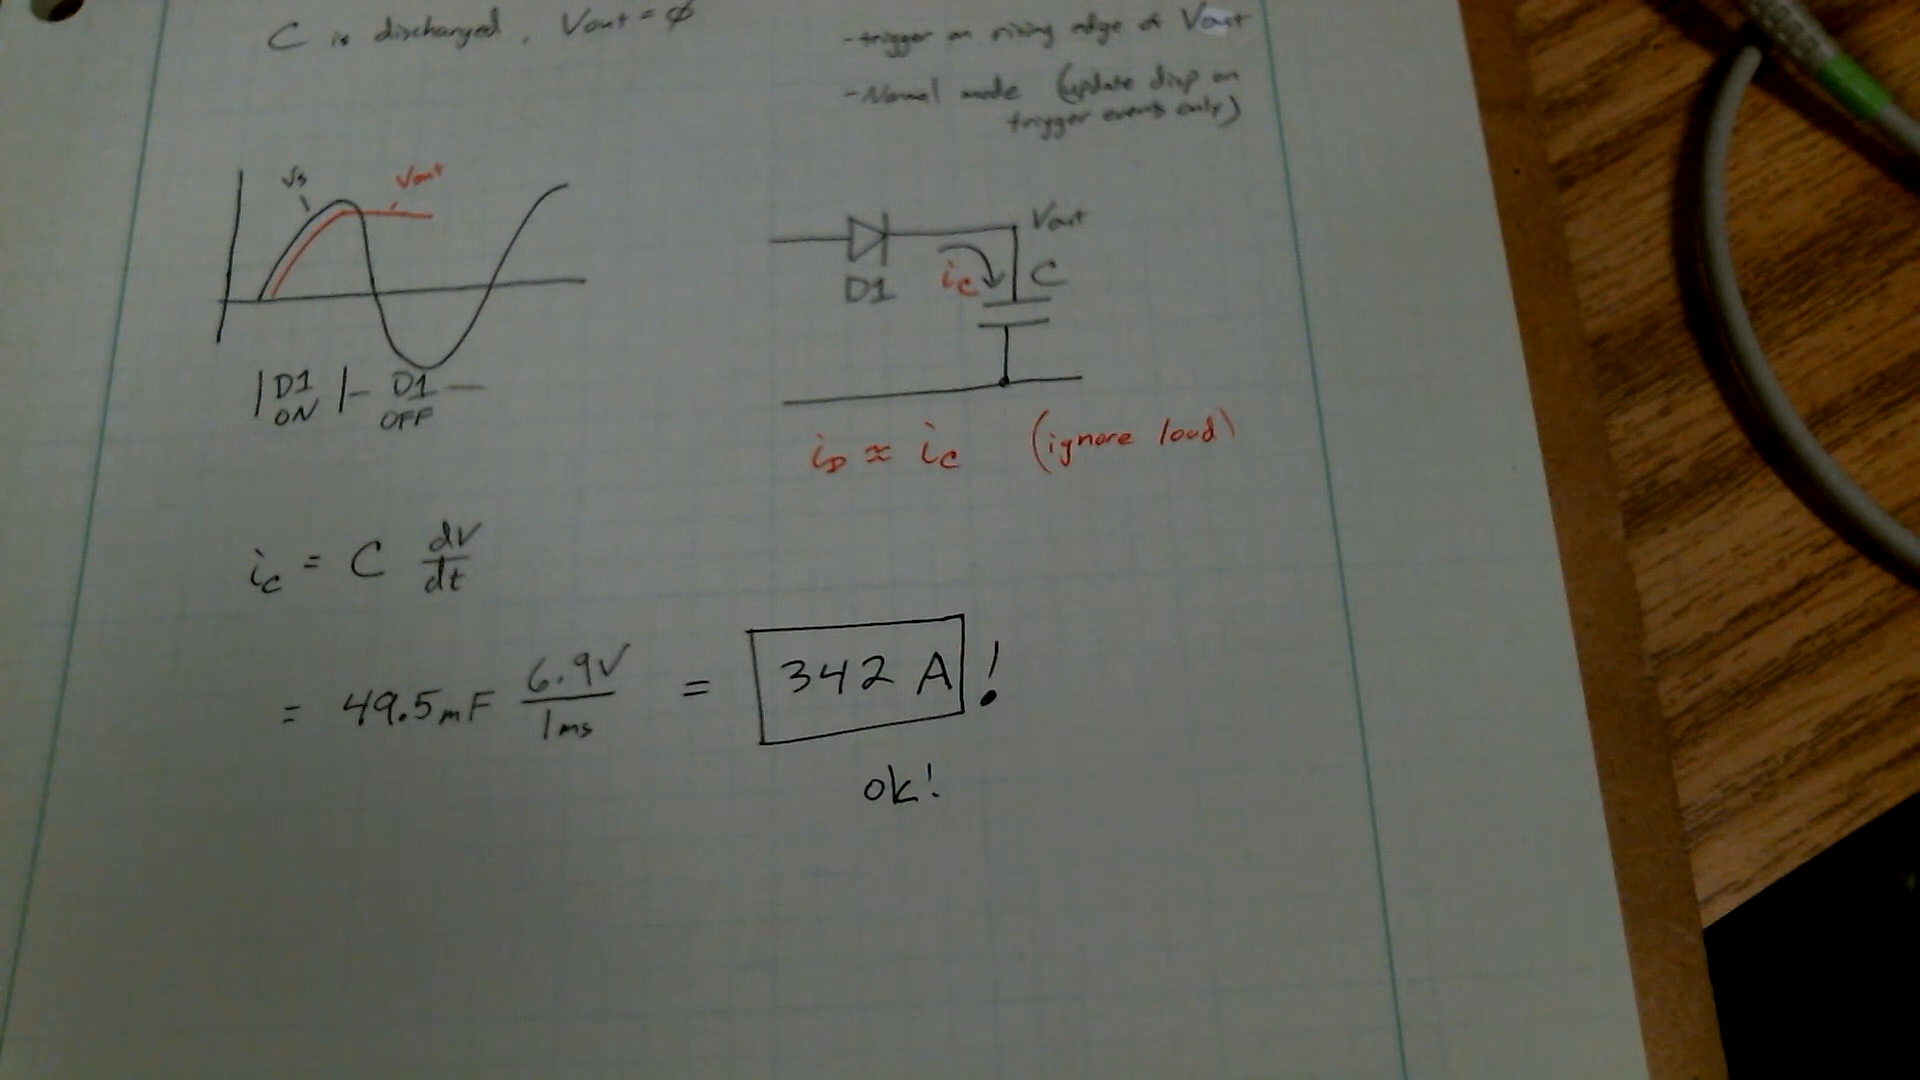 C is discharged, Vout = ∅
- trigger on rising edge of Vout
- Normal mode (update disp on
trigger events only)
Vs
Vout
|D1 |- D1 —
ON OFF
Vout
D1
ic
C
iD ≈ ic (ignore load)
ic = C dV/dt
= 49.5mF 6.9V/1ms = 342 A !
ok!